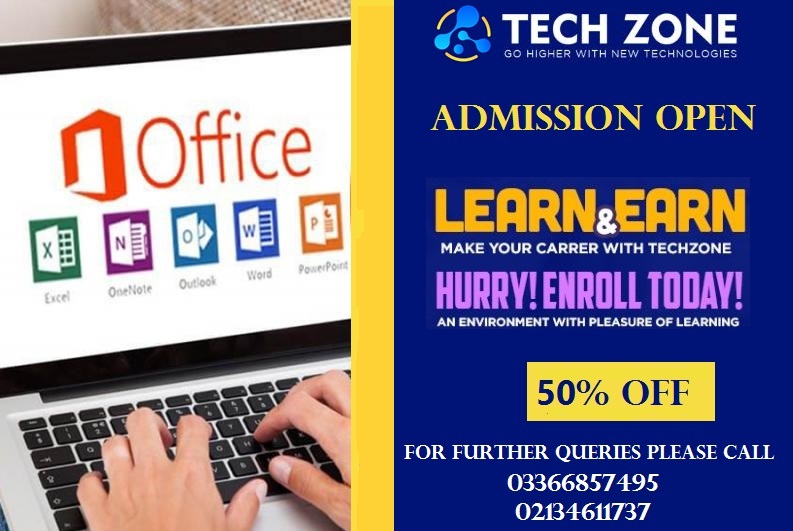 Office
Excel
OneNote
Outlook
Word
PowerPoint
TECH ZONE
GO HIGHER WITH NEW TECHNOLOGIES
ADMISSION OPEN
LEARN & EARN
MAKE YOUR CARRER WITH TECHZONE
HURRY! ENROLL TODAY!
AN ENVIRONMENT WITH PLEASURE OF LEARNING
50% OFF
FOR FURTHER QUERIES PLEASE CALL
03366857495
02134611737